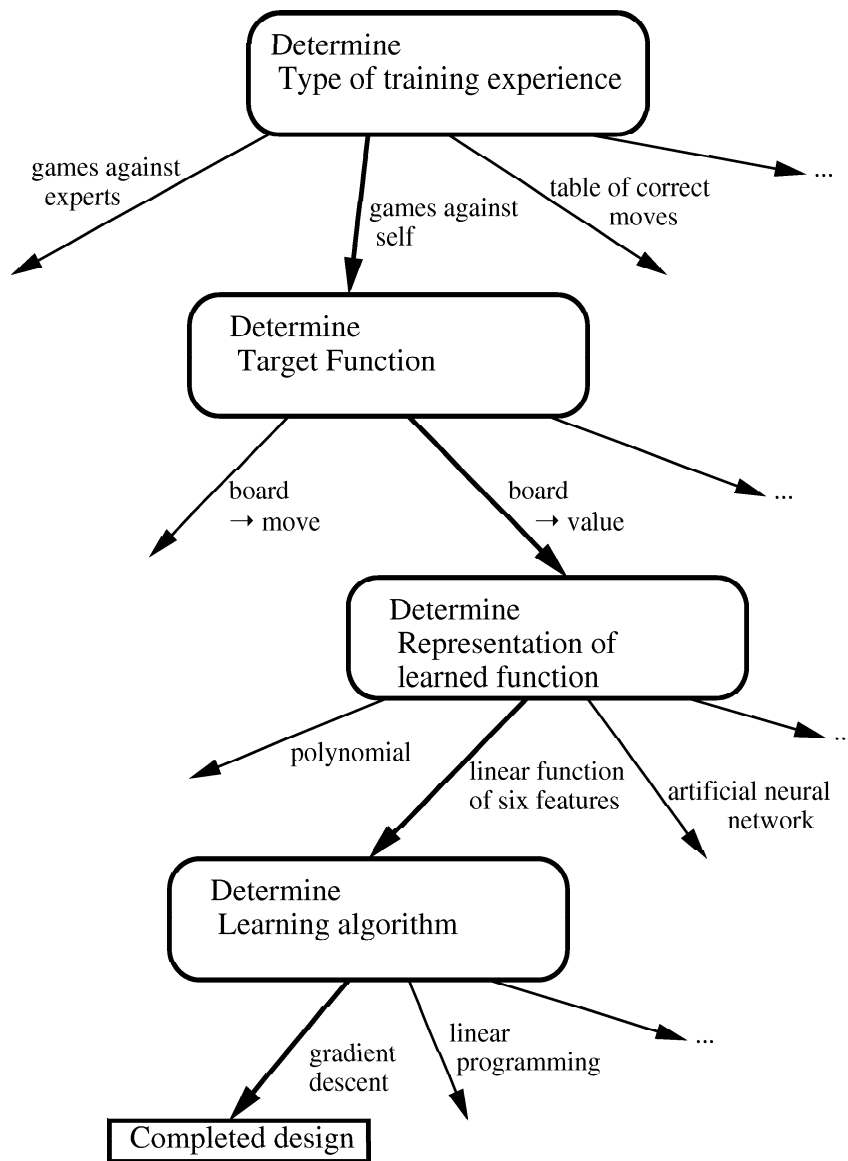 Determine
Type of training experience
games against
experts
games against
self
table of correct
moves
...
Determine
Target Function
board
→ move
board
→ value
...
Determine
Representation of
learned function
polynomial
linear function
of six features
artificial neural
network
..
Determine
Learning algorithm
gradient
descent
linear
programming
...
Completed design